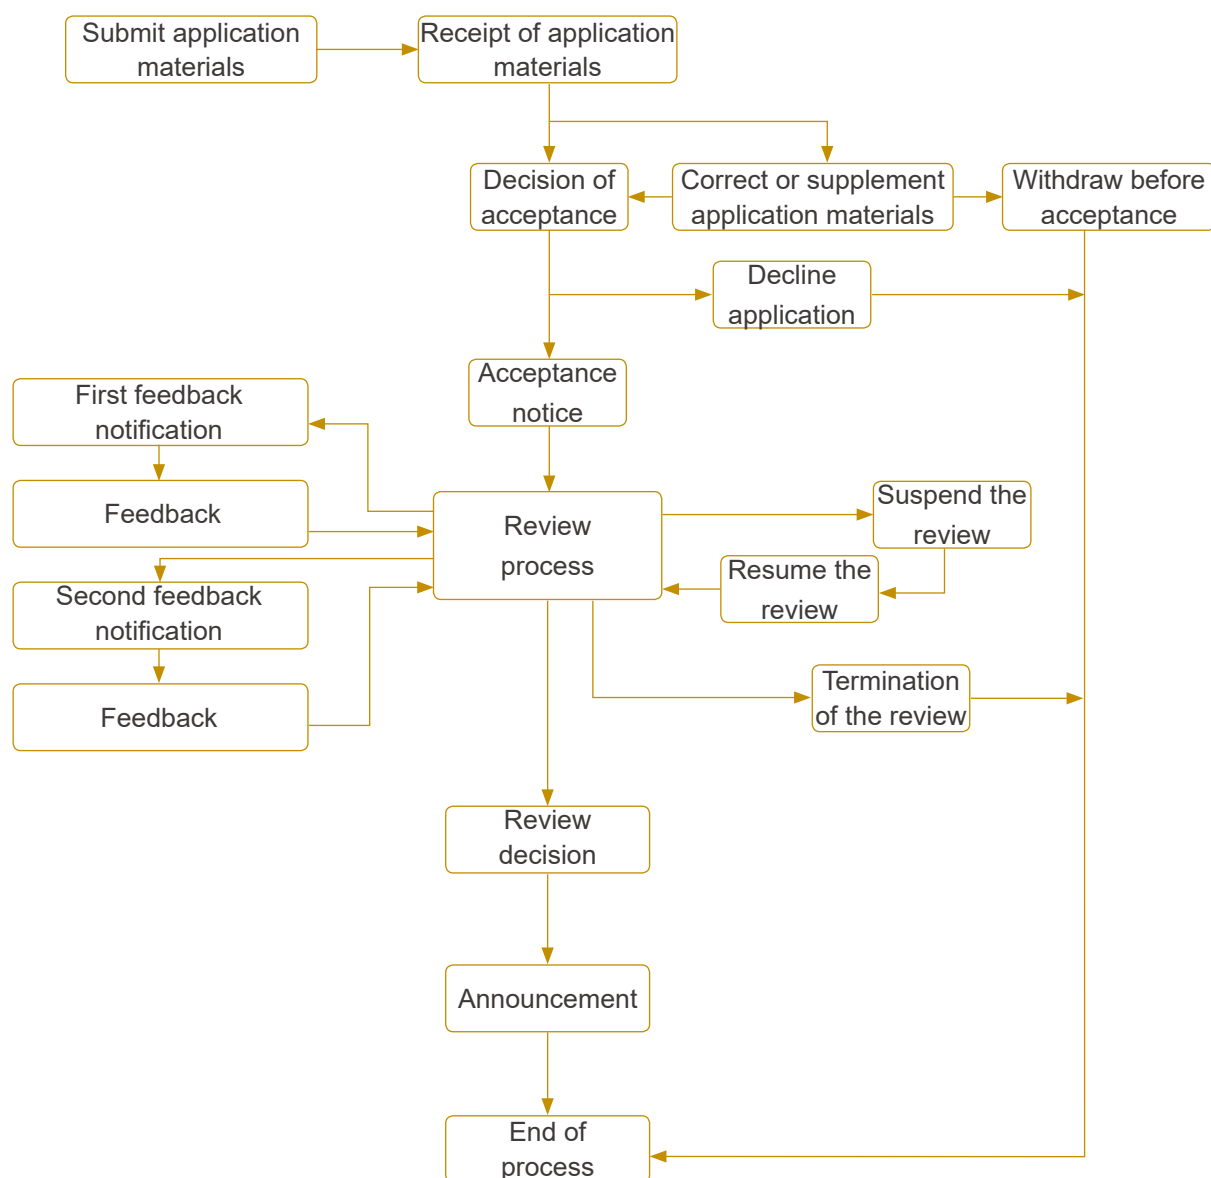 Submit application
materials
Receipt of application
materials
Decision of
acceptance
Correct or supplement
application materials
Withdraw before
acceptance
Decline
application
Acceptance
notice
First feedback
notification
Feedback
Review
process
Suspend the
review
Resume the
review
Second feedback
notification
Feedback
Termination
of the review
Review
decision
Announcement
End of
process